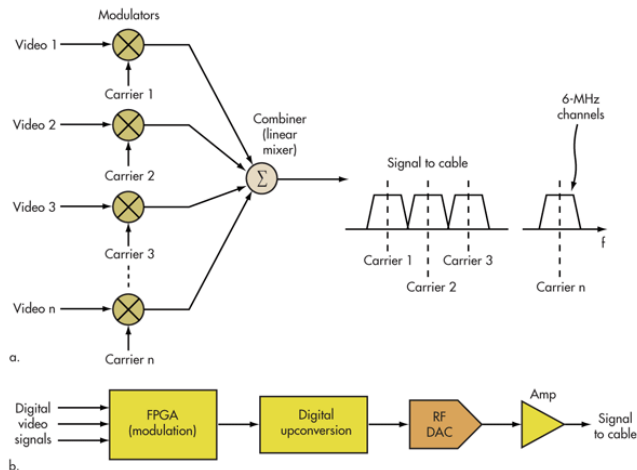 Modulators
Video 1
Carrier 1
Video 2
Carrier 2
Video 3
Carrier 3
Video n
Carrier n
Combiner
(linear
mixer)
Σ
Signal to cable
6-MHz
channels
f
Carrier 1
Carrier 2
Carrier 3
Carrier n
a.
Digital
video
signals
FPGA
(modulation)
Digital
upconversion
RF
DAC
Amp
Signal
to cable
b.